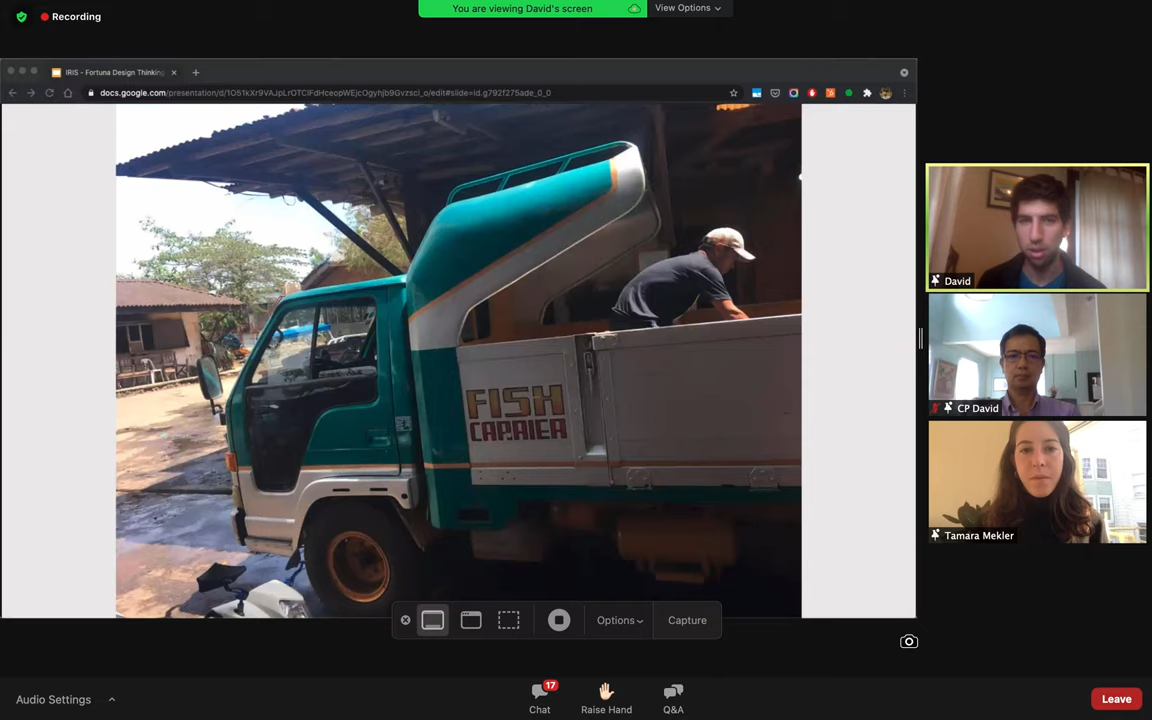 Recording
You are viewing David's screen
View Options
IRIS - Fortuna Design Thinking
docs.google.com/presentation/d/1O51kXr9VAJpLrOTClFdHceopWEjcOgyhjb9Gvzsci_o/edit#slide=id.g792f275ade_0_0
FISH
CARRIER
David
CP David
Tamara Mekler
Options
Capture
Audio Settings
17
Chat
Raise Hand
Q&A
Leave